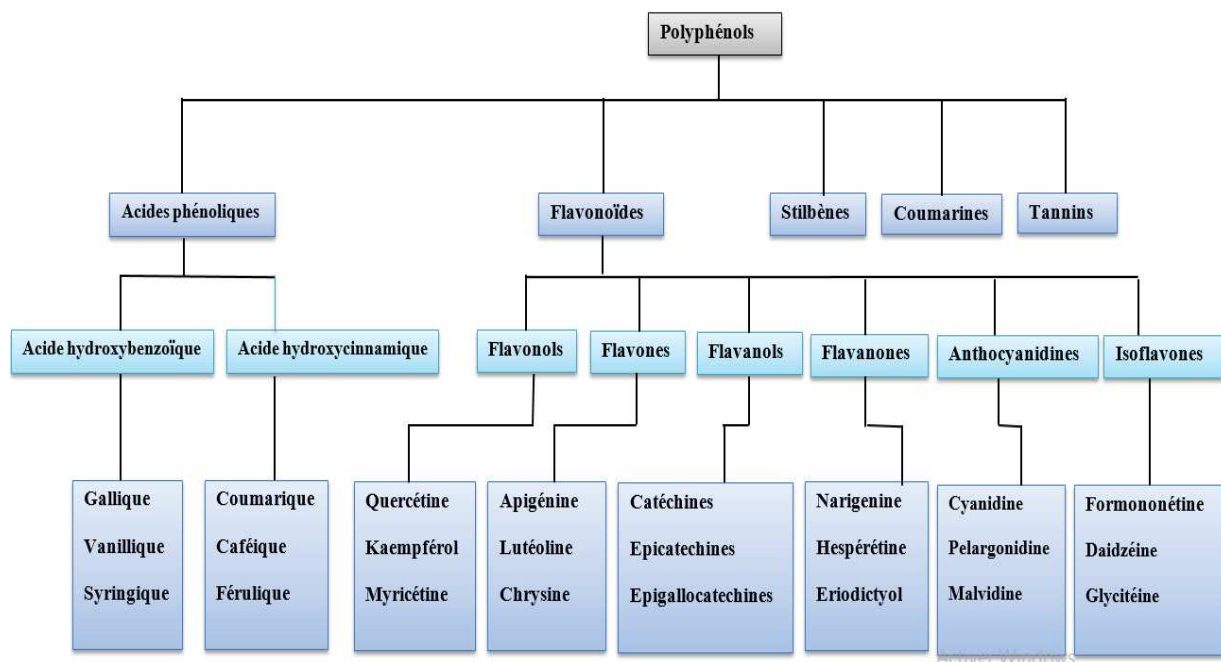 Polyphénols
Acides phénoliques
Flavonoïdes
Stilbènes
Coumarines
Tannins
Acide hydroxybenzoïque
Acide hydroxycinnamique
Flavonols
Flavones
Flavanols
Flavanones
Anthocyanidines
Isoflavones
Gallique
Vanillique
Syringique
Coumarique
Caféique
Férulique
Quercétine
Kaempférol
Myricétine
Apigénine
Lutéoline
Chrysine
Catéchines
Epicatechines
Epigallocatechines
Narigenine
Hespérétine
Eriodictyol
Cyanidine
Pelargonidine
Malvidine
Formononétine
Daidzéine
Glycitéine
Activer Windows